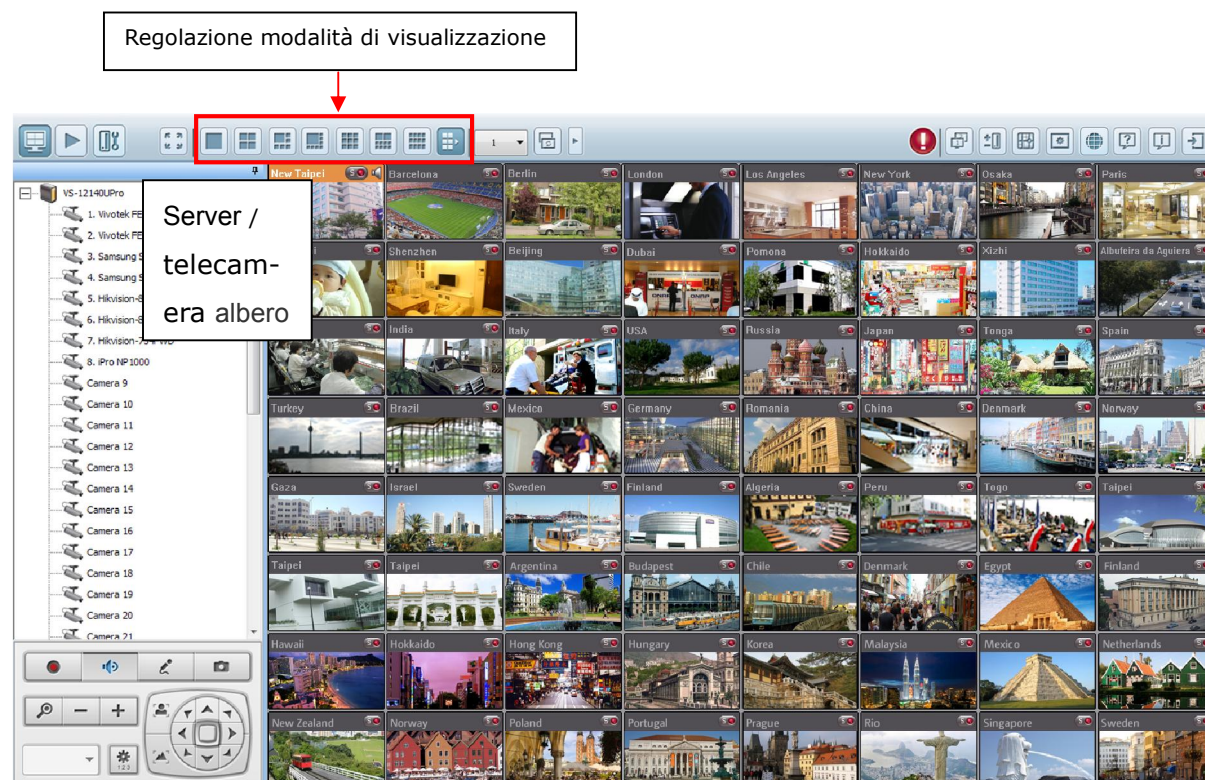 Regolazione modalità di visualizzazione
1
New Taipei
Barcelona
Berlin
London
Los Angeles
New York
Osaka
Paris
VS-12140UPro
1. Vivotek FE
2. Vivotek FE
3. Samsung S
4. Samsung S
5. Hikvision-8
6. Hikvision-8
7. Hikvision-
8. iPro NP1000
Camera 9
Camera 10
Camera 11
Camera 12
Camera 13
Camera 14
Camera 15
Camera 16
Camera 17
Camera 18
Camera 19
Camera 20
Camera 21
Server /
telecam-
era albero
Shenzhen
Beijing
Dubai
Pomona
Hokkaido
Xizhi
Albufeira da Aguiera
India
Italy
USA
Russia
Japan
Tonga
Spain
Turkey
Brazil
Mexico
Germany
Romania
China
Denmark
Norway
Gaza
Israel
Sweden
Finland
Algeria
Peru
Togo
Taipei
Taipei
Taipei
Argentina
Budapest
Chile
Denmark
Egypt
Finland
Hawaii
Hokkaido
Hong Kong
Hungary
Korea
Malaysia
Mexico
Netherlands
New Zealand
Norway
Poland
Portugal
Prague
Rio
Singapore
Sweden
123